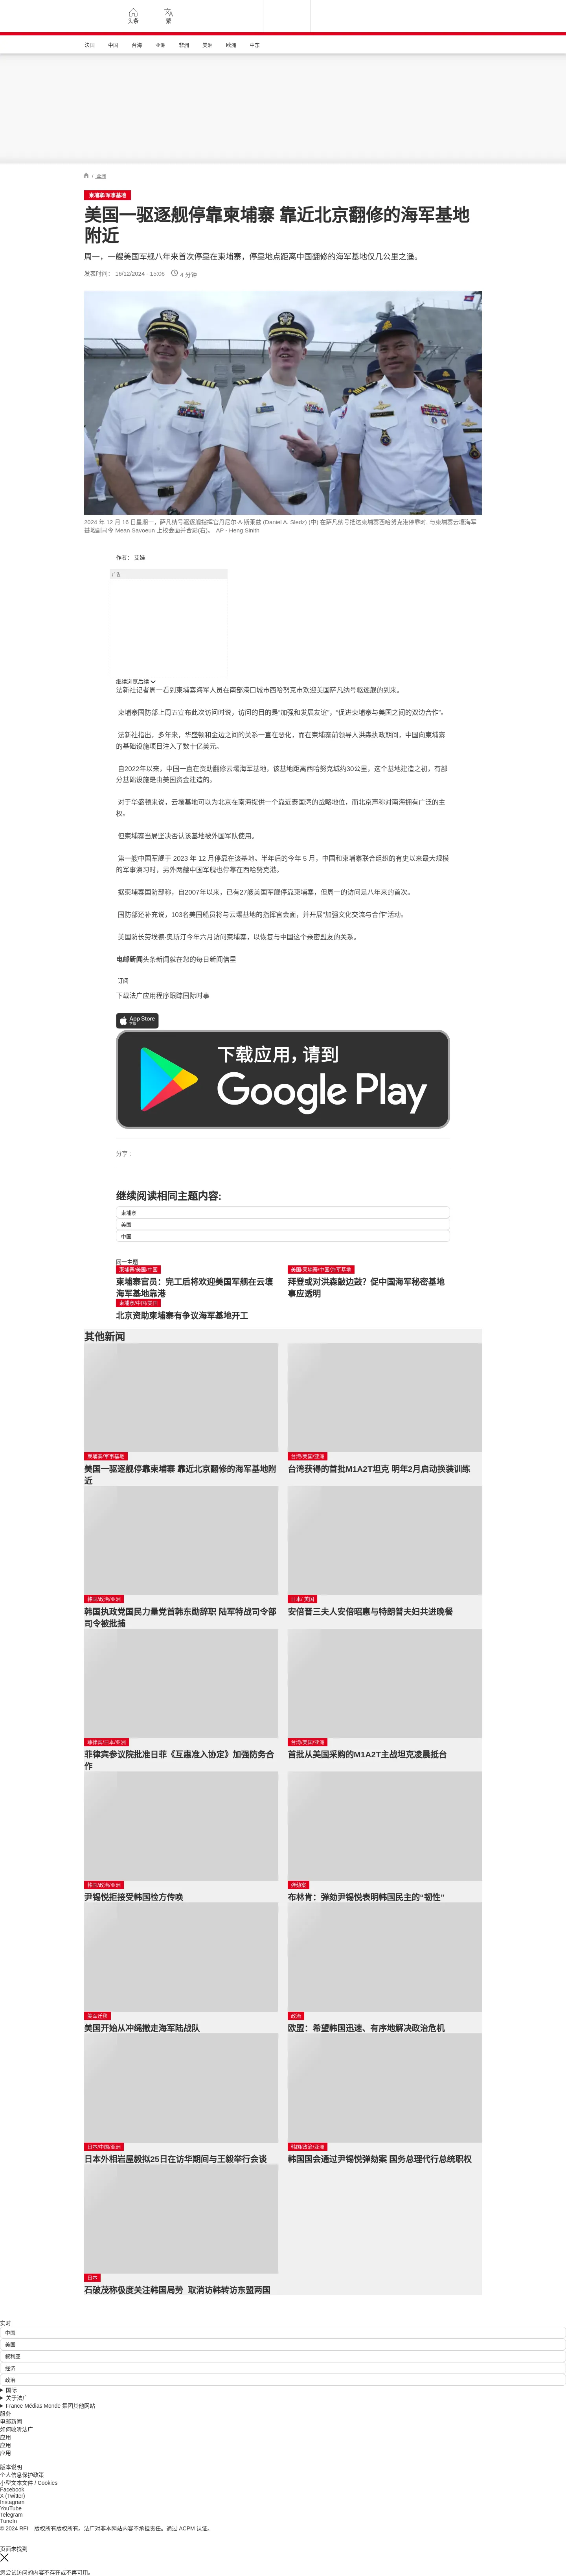 头条
繁
法国
中国
台海
亚洲
非洲
美洲
欧洲
中东
/ 亚洲
柬埔寨/军事基地
美国一驱逐舰停靠柬埔寨 靠近北京翻修的海军基地
附近
周一，一艘美国军舰八年来首次停靠在柬埔寨，停靠地点距离中国翻修的海军基地仅几公里之遥。
发表时间： 16/12/2024 - 15:06 4 分钟
2024 年 12 月 16 日星期一，萨凡纳号驱逐舰指挥官丹尼尔·A·斯莱兹 (Daniel A. Sledz) (中) 在萨凡纳号抵达柬埔寨西哈努克港停靠时, 与柬埔寨云壤海军
基地副司令 Mean Savoeun 上校会面并合影(右)。 AP - Heng Sinith
作者： 艾娃
广告
继续浏览后续
法新社记者周一看到柬埔寨海军人员在南部港口城市西哈努克市欢迎美国萨凡纳号驱逐舰的到来。
柬埔寨国防部上周五宣布此次访问时说，访问的目的是“加强和发展友谊”，“促进柬埔寨与美国之间的双边合作”。
法新社指出，多年来，华盛顿和金边之间的关系一直在恶化，而在柬埔寨前领导人洪森执政期间，中国向柬埔寨
的基础设施项目注入了数十亿美元。
自2022年以来，中国一直在资助翻修云壤海军基地，该基地距离西哈努克城约30公里，这个基地建造之初，有部
分基础设施是由美国资金建造的。
对于华盛顿来说，云壤基地可以为北京在南海提供一个靠近泰国湾的战略地位，而北京声称对南海拥有广泛的主
权。
但柬埔寨当局坚决否认该基地被外国军队使用。
第一艘中国军舰于 2023 年 12 月停靠在该基地。半年后的今年 5 月，中国和柬埔寨联合组织的有史以来最大规模
的军事演习时，另外两艘中国军舰也停靠在西哈努克港。
据柬埔寨国防部称，自2007年以来，已有27艘美国军舰停靠柬埔寨，但周一的访问是八年来的首次。
国防部还补充说，103名美国船员将与云壤基地的指挥官会面，并开展“加强文化交流与合作”活动。
美国防长劳埃德·奥斯汀今年六月访问柬埔寨，以恢复与中国这个亲密盟友的关系。
电邮新闻头条新闻就在您的每日新闻信里
订阅
下载法广应用程序跟踪国际时事
App Store
下载
下载应用，请到
Google Play
分享 :
继续阅读相同主题内容:
柬埔寨
美国
中国
同一主题
柬埔寨/美国/中国
柬埔寨官员：完工后将欢迎美国军舰在云壤
海军基地靠港
美国/柬埔寨/中国/海军基地
拜登或对洪森敲边鼓？促中国海军秘密基地
事应透明
柬埔寨/中国/美国
北京资助柬埔寨有争议海军基地开工
其他新闻
柬埔寨/军事基地
美国一驱逐舰停靠柬埔寨 靠近北京翻修的海军基地附
近
台湾/美国/亚洲
台湾获得的首批M1A2T坦克 明年2月启动换装训练
韩国/政治/亚洲
韩国执政党国民力量党首韩东勋辞职 陆军特战司令部
司令被批捕
日本/ 美国
安倍晋三夫人安倍昭惠与特朗普夫妇共进晚餐
菲律宾/日本/亚洲
菲律宾参议院批准日菲《互惠准入协定》加强防务合
作
台湾/美国/亚洲
首批从美国采购的M1A2T主战坦克凌晨抵台
韩国/政治/亚洲
尹锡悦拒接受韩国检方传唤
弹劾案
布林肯：弹劾尹锡悦表明韩国民主的“韧性”
美军迁移
美国开始从冲绳撤走海军陆战队
政治
欧盟：希望韩国迅速、有序地解决政治危机
日本/中国/亚洲
日本外相岩屋毅拟25日在访华期间与王毅举行会谈
韩国/政治/亚洲
韩国国会通过尹锡悦弹劾案 国务总理代行总统职权
日本
石破茂称极度关注韩国局势 取消访韩转访东盟两国
实时
中国
美国
叙利亚
经济
政治
国际
关于法广
France Médias Monde 集团其他网站
服务
电邮新闻
如何收听法广
应用
应用
应用
版本说明
个人信息保护政策
小型文本文件 / Cookies
Facebook
X (Twitter)
Instagram
YouTube
Telegram
TuneIn
© 2024 RFI – 版权所有版权所有。法广对非本网站内容不承担责任。通过 ACPM 认证。
页面未找到
您尝试访问的内容不存在或不再可用。